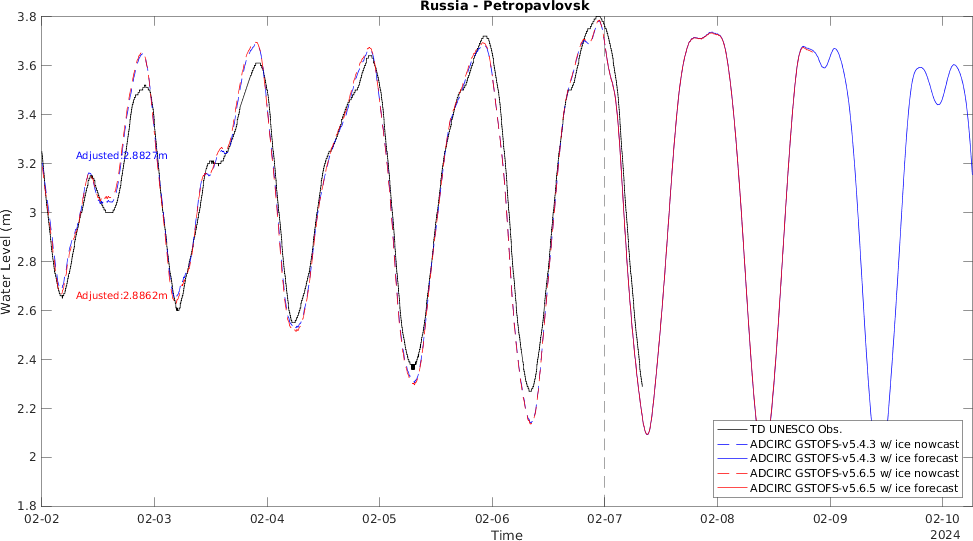 Russia - Petropavlovsk
3.8
3.6
3.4
3.2
3
2.8
2.6
2.4
2.2
2
1.8
Water Level (m)
Adjusted:2.8827m
Adjusted:2.8862m
TD UNESCO Obs.
ADCIRC GSTOFS-v5.4.3 w/ ice nowcast
ADCIRC GSTOFS-v5.4.3 w/ ice forecast
ADCIRC GSTOFS-v5.6.5 w/ ice nowcast
ADCIRC GSTOFS-v5.6.5 w/ ice forecast
02-02 02-03 02-04 02-05 02-06 02-07 02-08 02-09 02-10
Time 2024